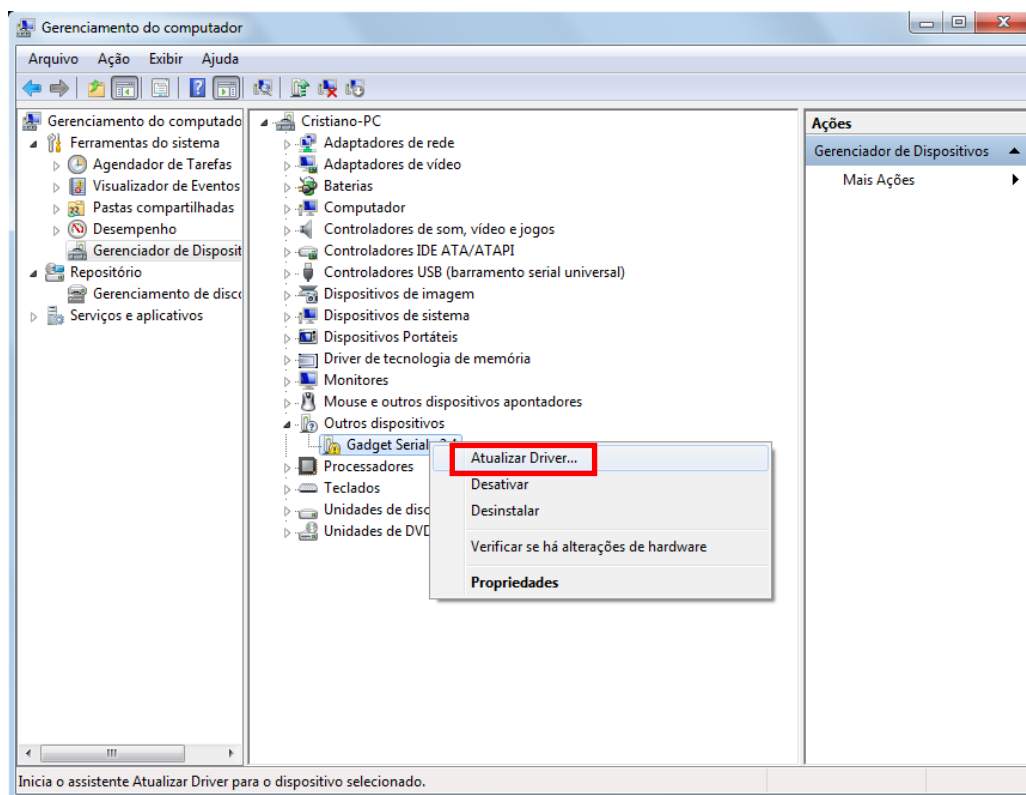 Gerenciamento do computador
Arquivo Ação Exibir Ajuda
Gerenciamento do computado
Ferramentas do sistema
Agendador de Tarefas
Visualizador de Eventos
Pastas compartilhadas
Desempenho
Gerenciador de Disposit
Repositório
Gerenciamento de disc
Serviços e aplicativos
Cristiano-PC
Adaptadores de rede
Adaptadores de vídeo
Baterias
Computador
Controladores de som, vídeo e jogos
Controladores IDE ATA/ATAPI
Controladores USB (barramento serial universal)
Dispositivos de imagem
Dispositivos de sistema
Dispositivos Portáteis
Driver de tecnologia de memória
Monitores
Mouse e outros dispositivos apontadores
Outros dispositivos
Gadget Serial
Processadores
Teclados
Unidades de disc
Unidades de DVD
Atualizar Driver...
Desativar
Desinstalar
Verificar se há alterações de hardware
Propriedades
Ações
Gerenciador de Dispositivos
Mais Ações
Inicia o assistente Atualizar Driver para o dispositivo selecionado.